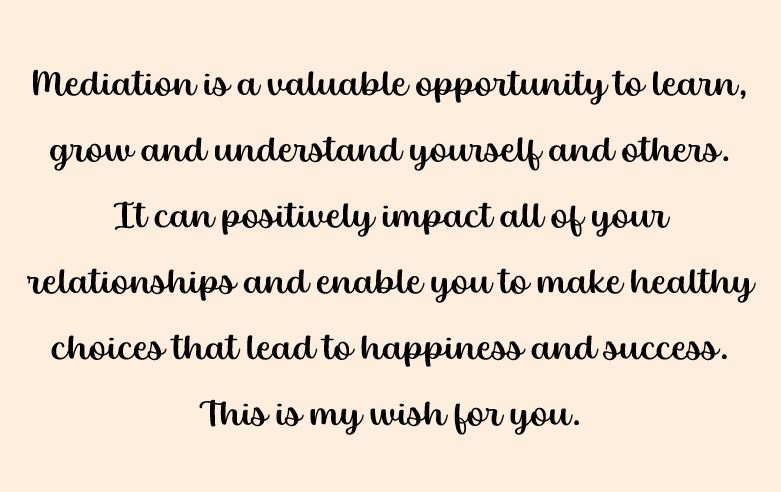 Mediation is a valuable opportunity to learn,
grow and understand yourself and others.
It can positively impact all of your
relationships and enable you to make healthy
choices that lead to happiness and success.
This is my wish for you.